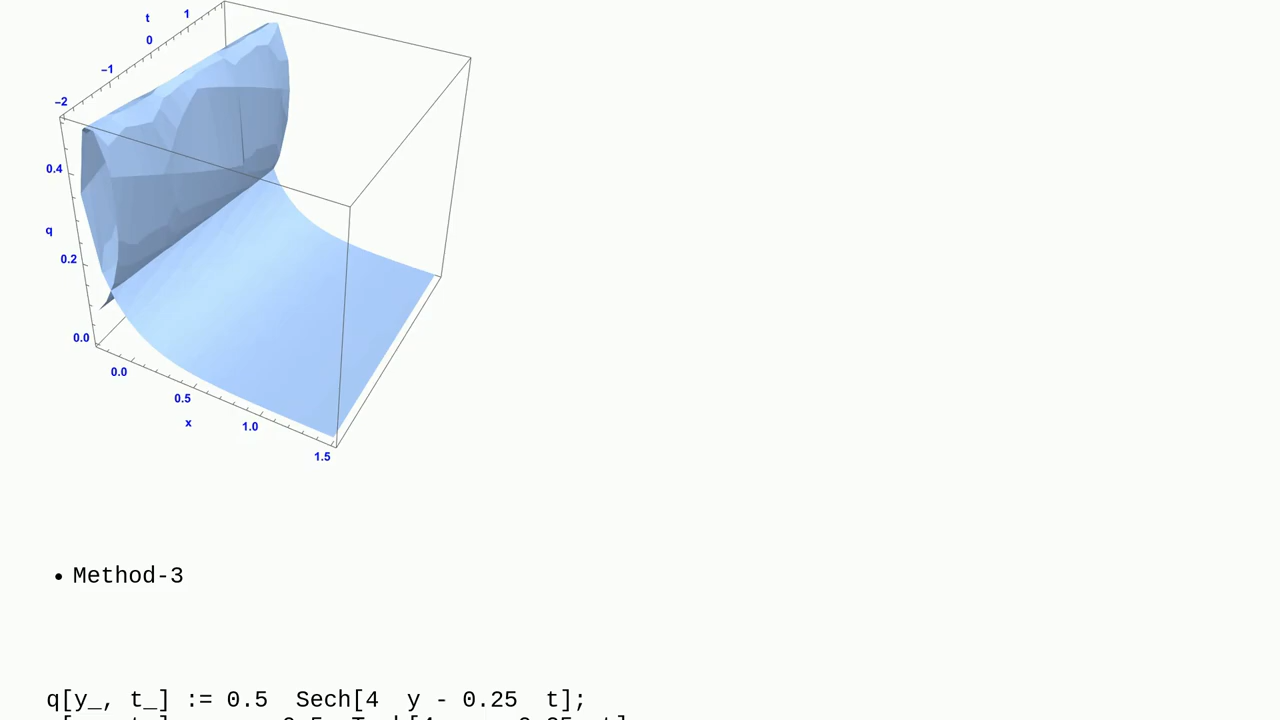 t
1
0
−1
−2
0.4
q
0.2
0.0
0.0
0.5
x
1.0
1.5
• Method-3
q[y_, t_] := 0.5 Sech[4 y - 0.25 t];